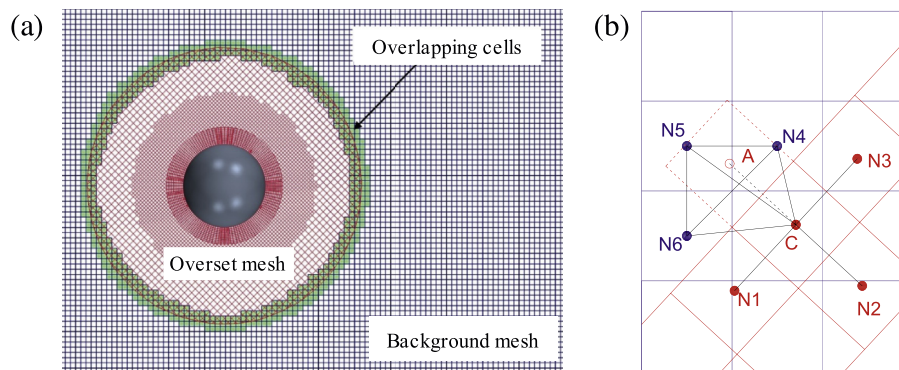 (a)
Overlapping cells
Overset mesh
Background mesh
(b)
N5
N4
A
N3
N6
C
N1
N2